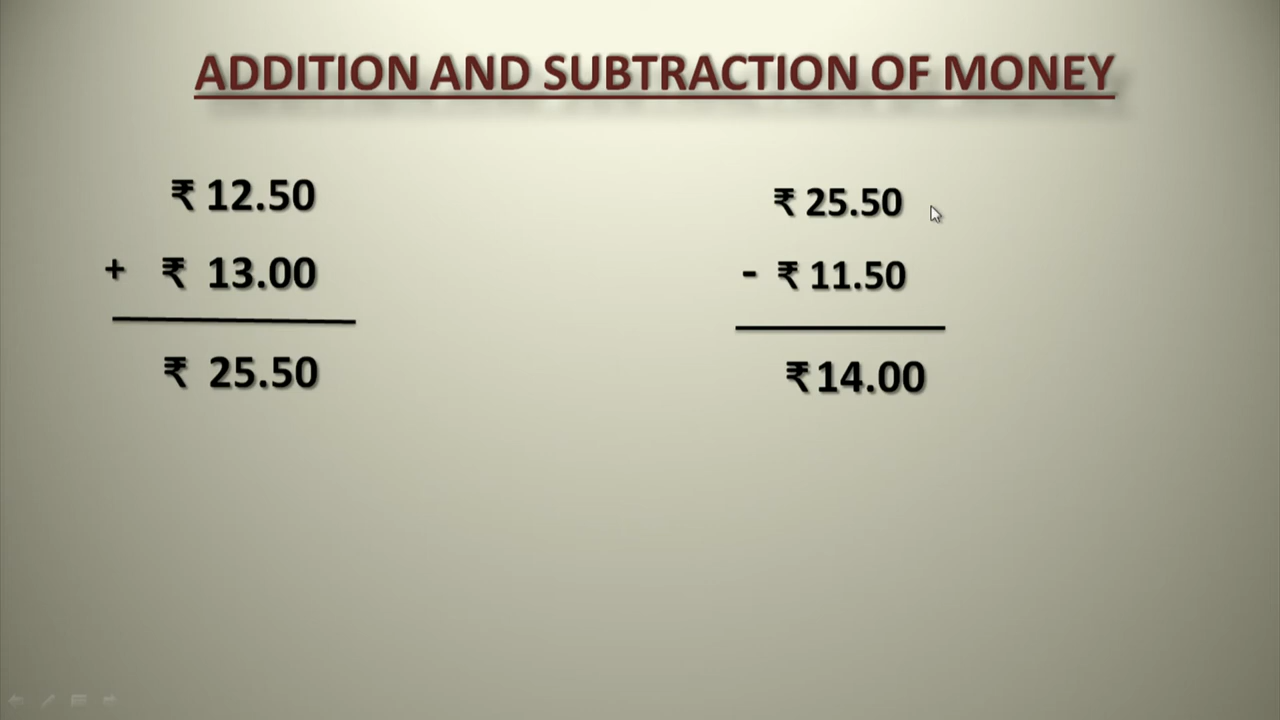 ADDITION AND SUBTRACTION OF MONEY
₹ 12.50
+ ₹ 13.00
₹ 25.50
₹ 25.50
- ₹ 11.50
₹ 14.00